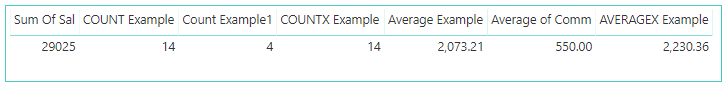 Sum Of Sal COUNT Example Count Example1 COUNTX Example Average Example Average of Comm AVERAGEX Example
29025 14 4 14 2,073.21 550.00 2,230.36